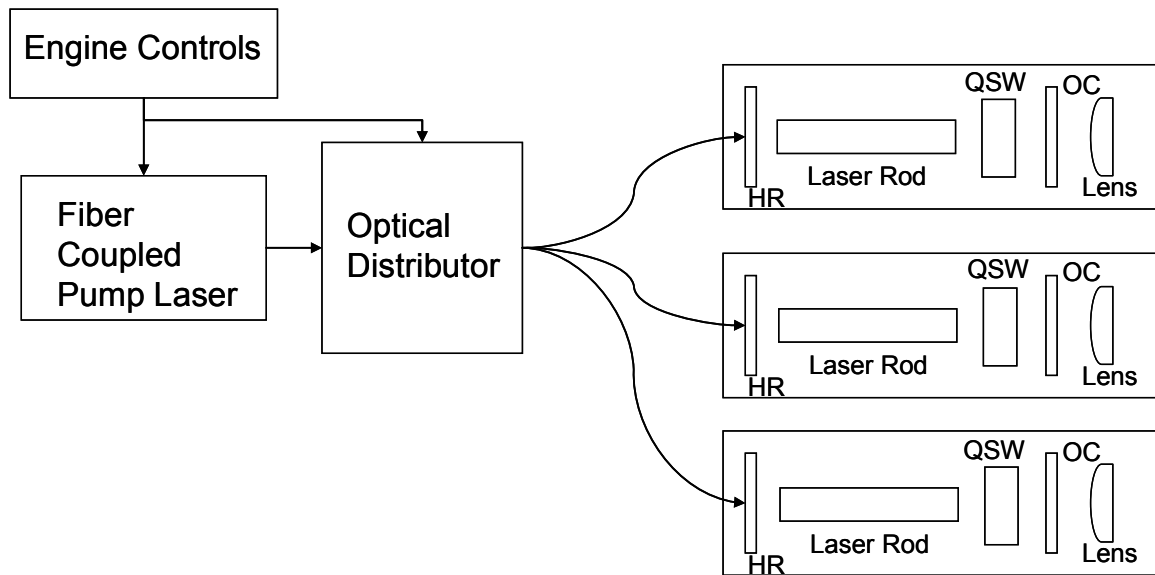 Engine Controls
Fiber
Coupled
Pump Laser
Optical
Distributor
QSW
OC
Laser Rod
HR
Lens
QSW
OC
Laser Rod
HR
Lens
QSW
OC
Laser Rod
HR
Lens